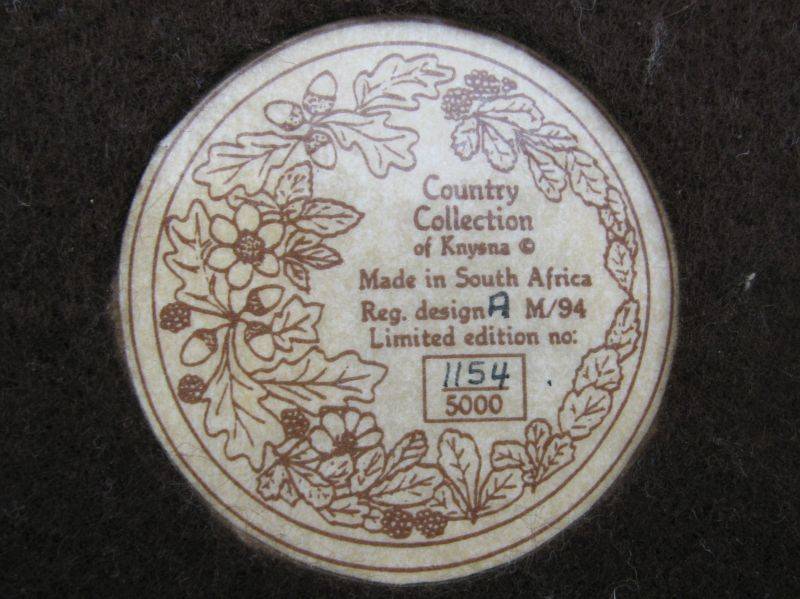 Country
Collection
of Knysna ©
Made in South Africa
Reg. design A M/94
Limited edition no:
1154
5000